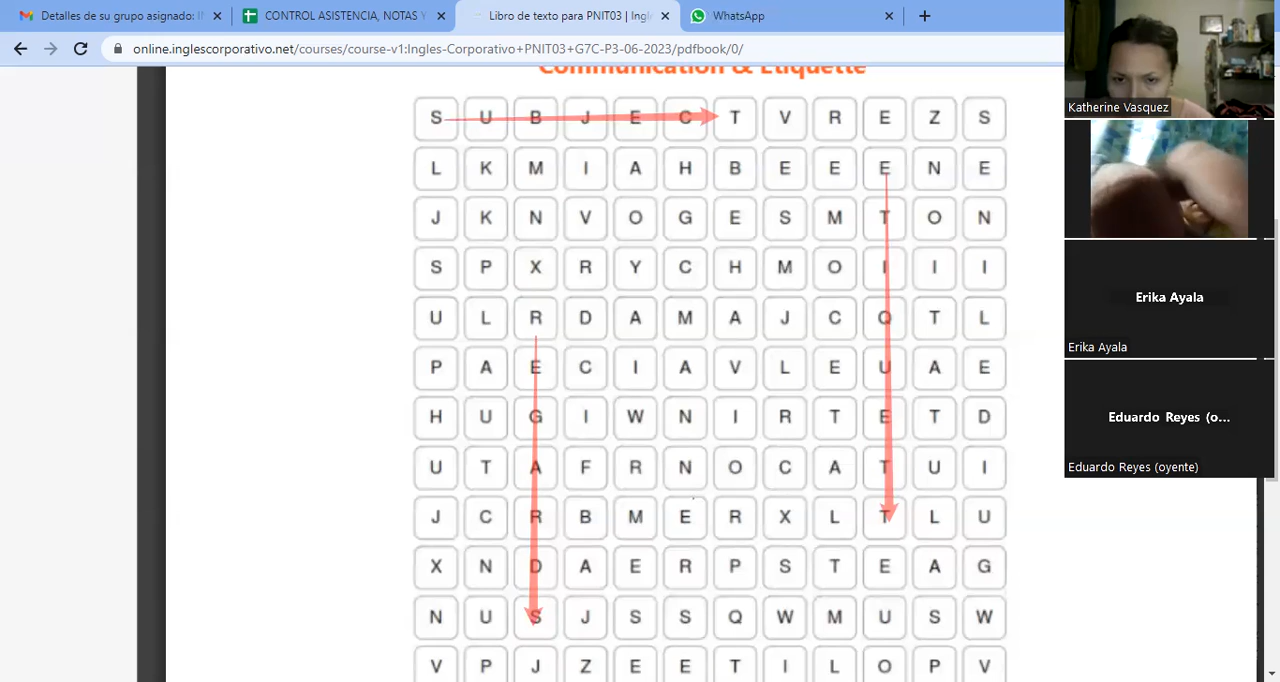 Detalles de su grupo asignado: I
CONTROL ASISTENCIA, NOTAS Y
Libro de texto para PNIT03 | Ingl
WhatsApp
online.inglescorporativo.net/courses/course-v1:Ingles-Corporativo+PNIT03+G7C-P3-06-2023/pdfbook/0/
Communication & Etiquette
S U B J E C T V R E Z S
L K M I A H B E E E N E
J K N V O G E S M T O N
S P X R Y C H M O I I I
U L R D A M A J C Q T L
P A E C I A V L E U A E
H U G I W N I R T E T D
U T A F R N O C A T U I
J C R B M E R X L T L U
X N D A E R P S T E A G
N U S J S S Q W M U S W
V P J Z E E T I L O P V
Katherine Vasquez
Erika Ayala
Erika Ayala
Eduardo Reyes (o...
Eduardo Reyes (oyente)